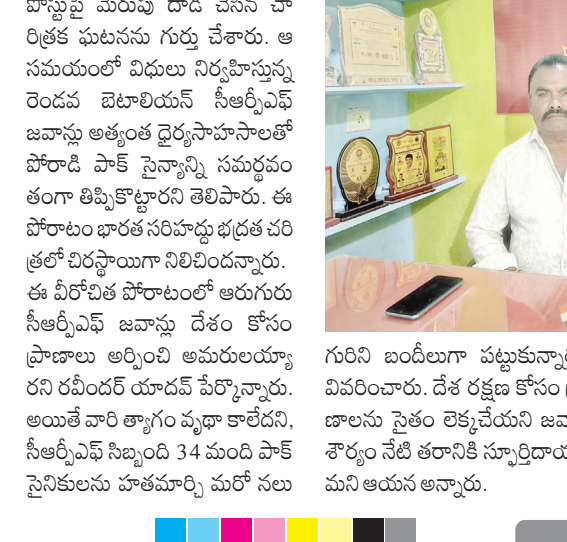 పోస్టుపై మెరుపు దాడి చేసిన చా
రిత్రక ఘటనను గుర్తు చేశారు. ఆ
సమయంలో విధులు నిర్వహిస్తున్న
రెండవ బెటాలియన్ సీఆర్పీఎఫ్
జవాన్లు అత్యంత ధైర్యసాహసాలతో
పోరాడి పాక్ సైన్యాన్ని సమర్థవం
తంగా తిప్పికొట్టారని తెలిపారు. ఈ
పోరాటం భారత సరిహద్దు భద్రత చరి
త్రలో చిరస్థాయిగా నిలిచిందన్నారు.
ఈ వీరోచిత పోరాటంలో ఆరుగురు
సీఆర్పీఎఫ్ జవాన్లు దేశం కోసం
ప్రాణాలు అర్పించి అమరులయ్యా
రని రవీందర్ యాదవ్ పేర్కొన్నారు.
అయితే వారి త్యాగం వృథా కాలేదని,
సీఆర్పీఎఫ్ సిబ్బంది 34 మంది పాక్
సైనికులను హతమార్చి మరో నలు
గురిని బందీలుగా పట్టుకున్నా
వివరించారు. దేశ రక్షణ కోసం
ణాలను సైతం లెక్కచేయని జవా
శౌర్యం నేటి తరానికి స్ఫూర్తిదాయ
మని ఆయన అన్నారు.